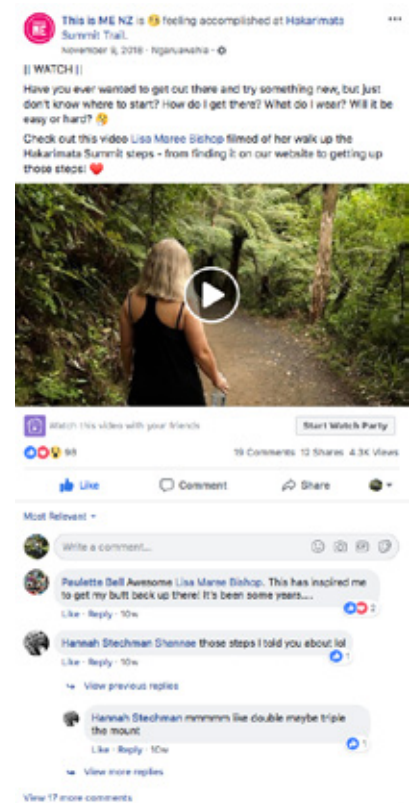 This is ME NZ is feeling accomplished at Hakarimata
Summit Trail.
November 9, 2018 · Ngaruawahia ·
|| WATCH ||
Have you ever wanted to get out there and try something new, but just
don't know where to start? How do I get there? What do I wear? Will it be
easy or hard?
Check out this video Lisa Maree Bishop filmed of her walk up the
Hakarimata Summit steps - from finding it on our website to getting up
those steps!
Watch this video with your friends
Start Watch Party
98
19 Comments 12 Shares 4.3K Views
Like Comment Share
Most Relevant
Write a comment...
Paulette Bell Awesome Lisa Maree Bishop. This has inspired me
to get my butt back up there! It's been some years....
2
Like · Reply · 10w
Hannah Stechman Shannae those steps I told you about lol
1
Like · Reply · 10w
View previous replies
Hannah Stechman mmmmm like double maybe triple
the mount
Like · Reply · 10w
1
View more replies
View 17 more comments